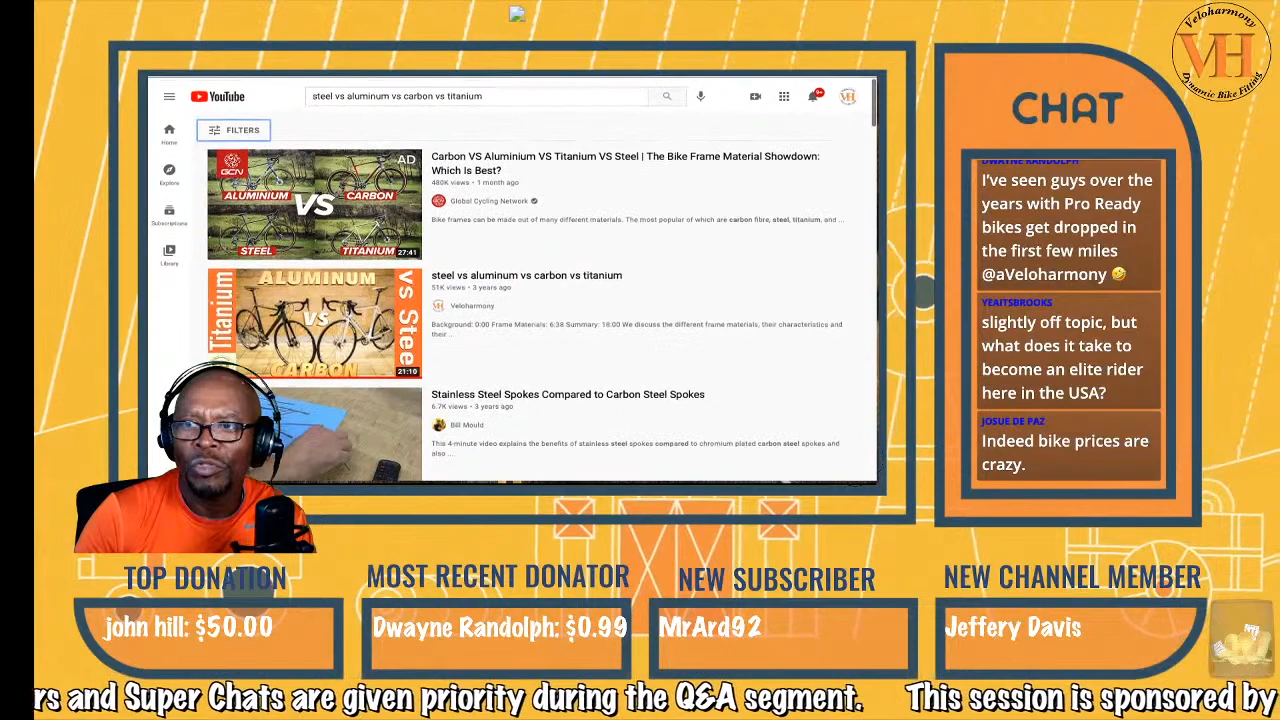 YouTube
steel vs aluminum vs carbon vs titanium
9+
VH
FILTERS
Home
Explore
Subscriptions
Library
GCN
AD
ALUMINIUM
VS
CARBON
STEEL
TITANIUM
27:41
Carbon VS Aluminium VS Titanium VS Steel | The Bike Frame Material Showdown:
Which Is Best?
480K views • 1 month ago
Global Cycling Network
Bike frames can be made out of many different materials. The most popular of which are carbon fibre, steel, titanium, and ...
Titanium
ALUMINUM
VS
CARBON
vs Stee
21:10
steel vs aluminum vs carbon vs titanium
51K views • 3 years ago
VH
Veloharmony
Background: 0:00 Frame Materials: 6:38 Summary: 18:00 We discuss the different frame materials, their characteristics and
their ...
Stainless Steel Spokes Compared to Carbon Steel Spokes
6.7K views • 3 years ago
Bill Mould
This 4-minute video explains the benefits of stainless steel spokes compared to chromium plated carbon steel spokes and
also ...
Veloharmony
VH
Dynamic Bike Fitting
CHAT
DWAYNE RANDOLPH
I've seen guys over the
years with Pro Ready
bikes get dropped in
the first few miles
@aVeloharmony 🤣
YEAITSBROOKS
slightly off topic, but
what does it take to
become an elite rider
here in the USA?
JOSUE DE PAZ
Indeed bike prices are
crazy.
TOP DONATION
john hill: $50.00
MOST RECENT DONATOR
Dwayne Randolph: $0.99
NEW SUBSCRIBER
MrArd92
NEW CHANNEL MEMBER
Jeffery Davis
rs and Super Chats are given priority during the Q&A segment. This session is sponsored by